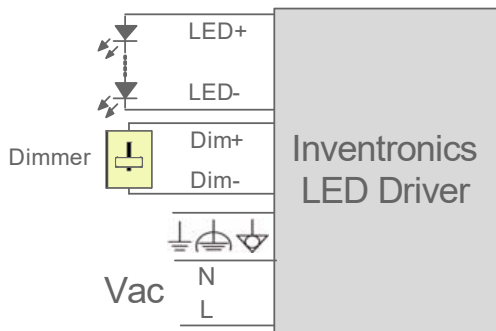 LED+
LED-
Dimmer
Dim+
Dim-
Inventronics
LED Driver
Vac
N
L